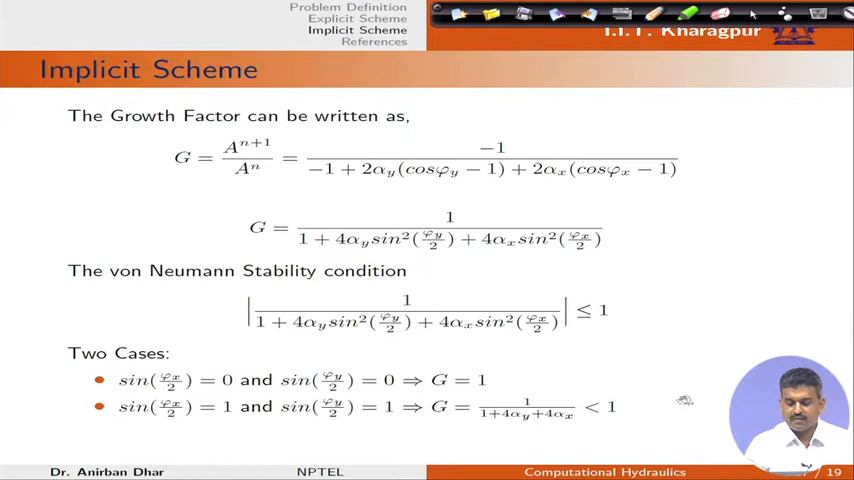 Problem Definition
Explicit Scheme
Implicit Scheme
References
I.I.T. Kharagpur
Implicit Scheme
The Growth Factor can be written as,
G = A^{n+1}/A^n = -1/(-1 + 2α_y(cosφ_y − 1) + 2α_x(cosφ_x − 1))
G = 1/(1 + 4α_y sin²(φ_y/2) + 4α_x sin²(φ_x/2))
The von Neumann Stability condition
|1/(1 + 4α_y sin²(φ_y/2) + 4α_x sin²(φ_x/2))| ≤ 1
Two Cases:
sin(φ_x/2) = 0 and sin(φ_y/2) = 0 ⇒ G = 1
sin(φ_x/2) = 1 and sin(φ_y/2) = 1 ⇒ G = 1/(1+4α_y+4α_x) < 1
Dr. Anirban Dhar NPTEL Computational Hydraulics / 19